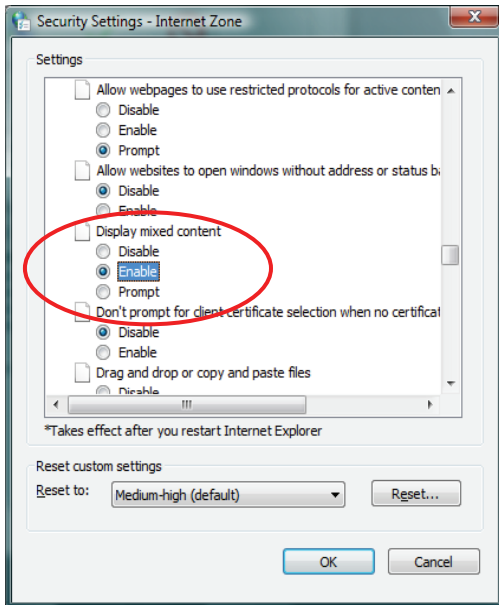 Security Settings - Internet Zone
Settings
Allow webpages to use restricted protocols for active conten
Disable
Enable
Prompt
Allow websites to open windows without address or status ba
Disable
Enable
Display mixed content
Disable
Enable
Prompt
Don't prompt for client certificate selection when no certificat
Disable
Enable
Drag and drop or copy and paste files
Disable
*Takes effect after you restart Internet Explorer
Reset custom settings
Reset to:
Medium-high (default)
Reset...
OK
Cancel